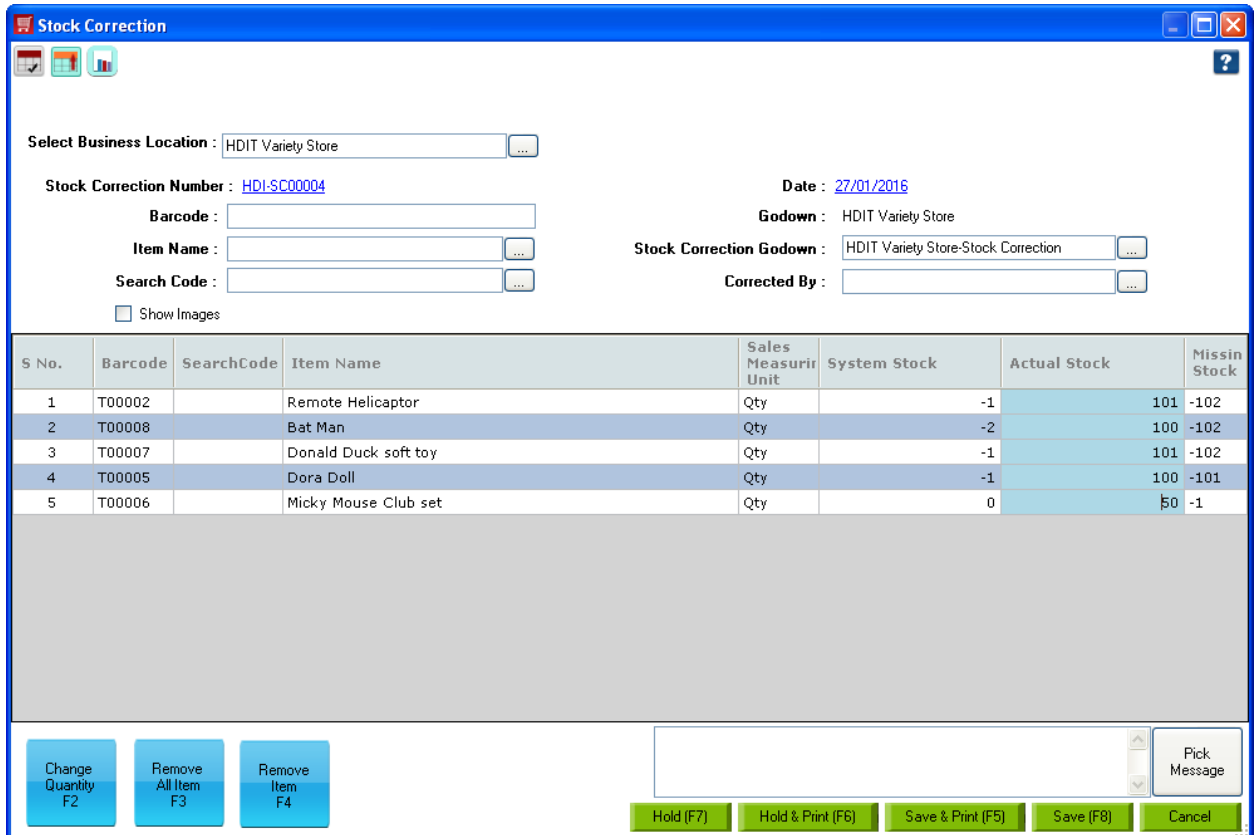 Stock Correction
?
Select Business Location : HDIT Variety Store ...
Stock Correction Number : HDI-SC00004 Date : 27/01/2016
Barcode : Godown : HDIT Variety Store
Item Name : ... Stock Correction Godown : HDIT Variety Store-Stock Correction ...
Search Code : ... Corrected By : ...
Show Images
S No. Barcode SearchCode Item Name Sales Measurin Unit System Stock Actual Stock Missin Stock
1 T00002 Remote Helicaptor Qty -1 101 -102
2 T00008 Bat Man Qty -2 100 -102
3 T00007 Donald Duck soft toy Qty -1 101 -102
4 T00005 Dora Doll Qty -1 100 -101
5 T00006 Micky Mouse Club set Qty 0 50 -1
Change Quantity F2
Remove All Item F3
Remove Item F4
Pick Message
Hold (F7) Hold & Print (F6) Save & Print (F5) Save (F8) Cancel